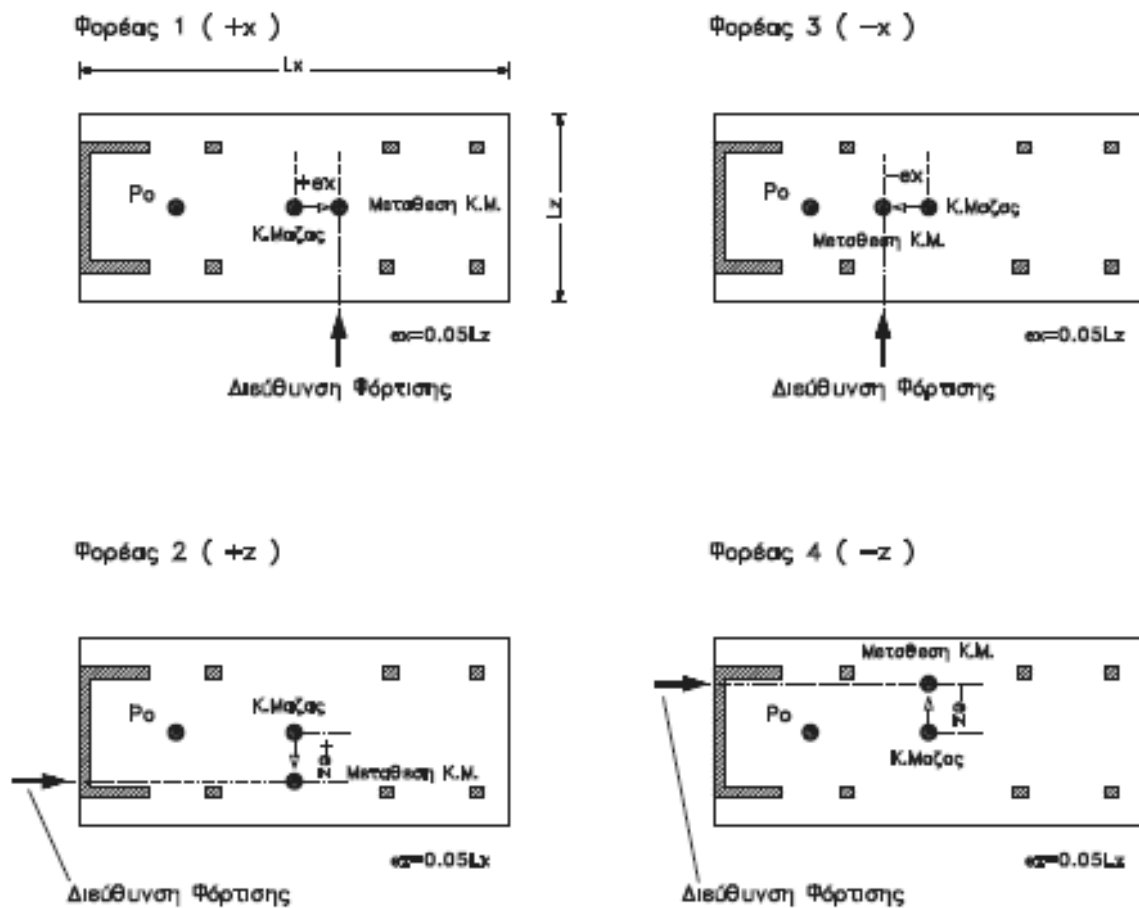 Φορέας 1 ( +x )
Lx
Po
+ex
Μεταθεση Κ.Μ.
Κ.Μαζας
Lz
ex=0.05Lz
Διεύθυνση Φόρτισης
Φορέας 3 ( −x )
Po
−ex
Κ.Μαζας
Μεταθεση Κ.Μ.
ex=0.05Lz
Διεύθυνση Φόρτισης
Φορέας 2 ( +z )
Po
Κ.Μαζας
+ez
Μεταθεση Κ.Μ.
ez=0.05Lx
Διεύθυνση Φόρτισης
Φορέας 4 ( −z )
Μεταθεση Κ.Μ.
Po
−ez
Κ.Μαζας
ez=0.05Lx
Διεύθυνση Φόρτισης